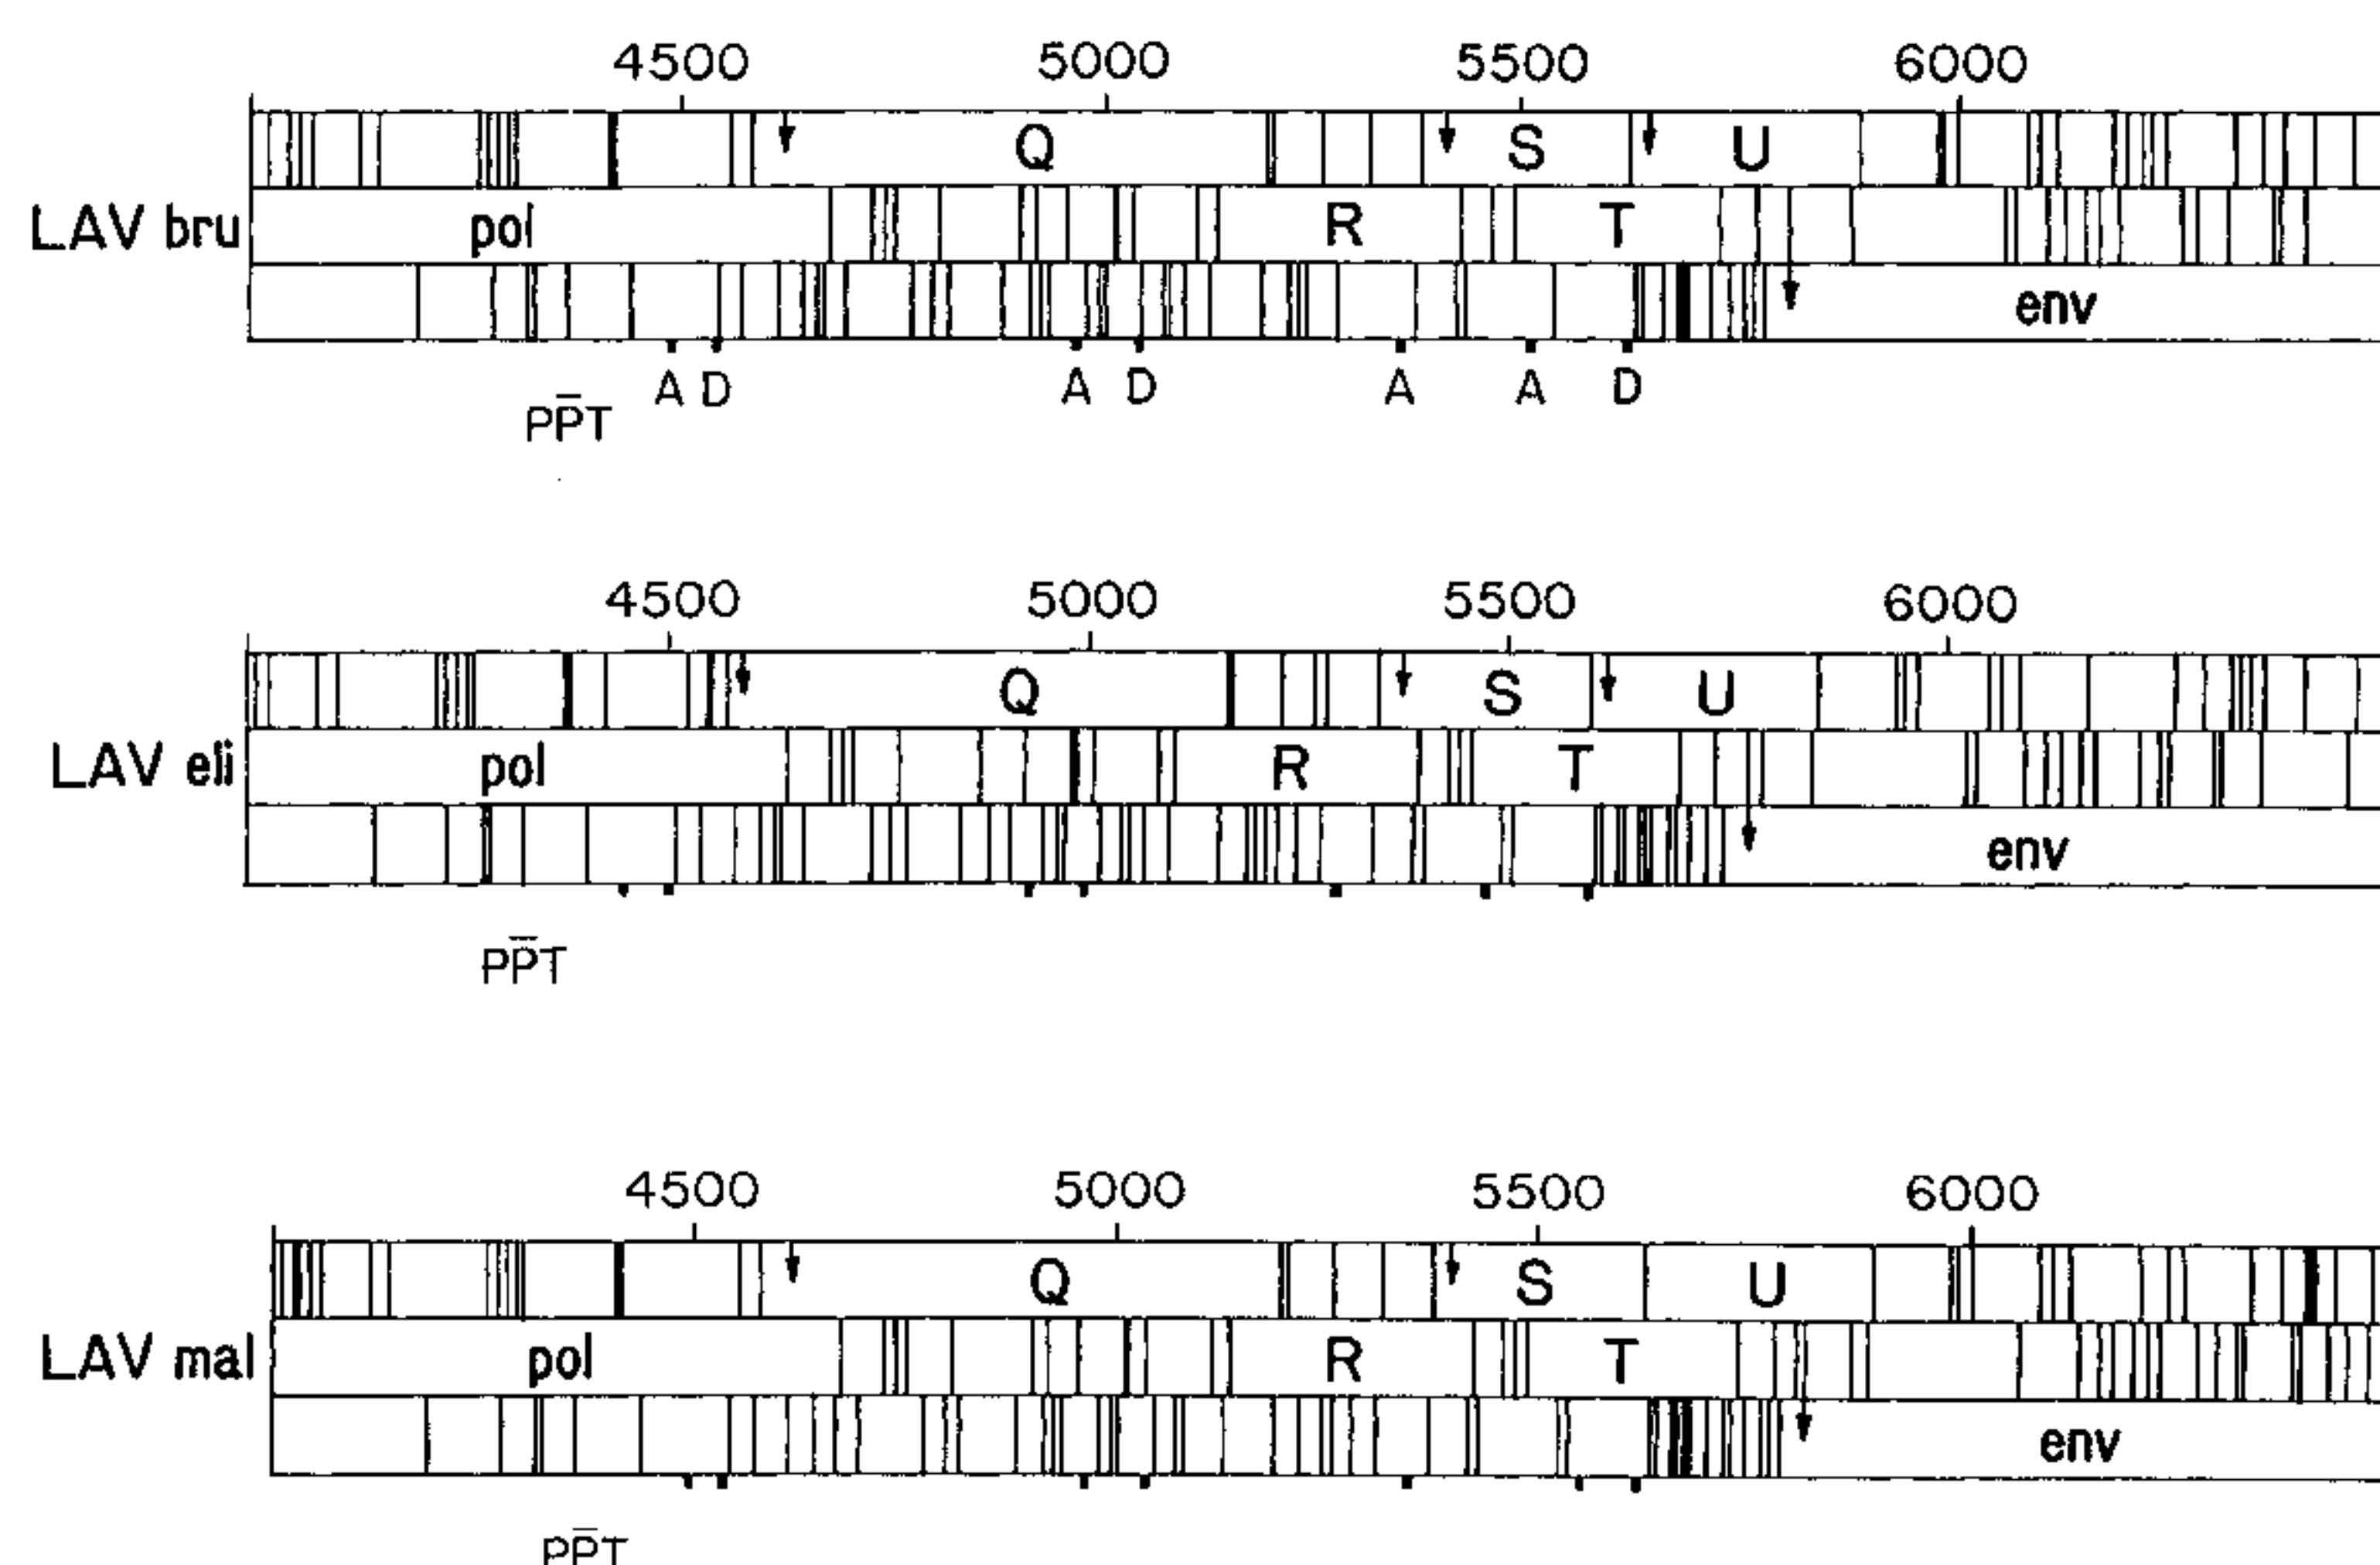 4500 5000 5500 6000
Q S U
LAV bru pol R T
env
A D A D A A D
PPT
4500 5000 5500 6000
Q S U
LAV eli pol R T
env
PPT
4500 5000 5500 6000
Q S U
LAV mal pol R T
env
PPT